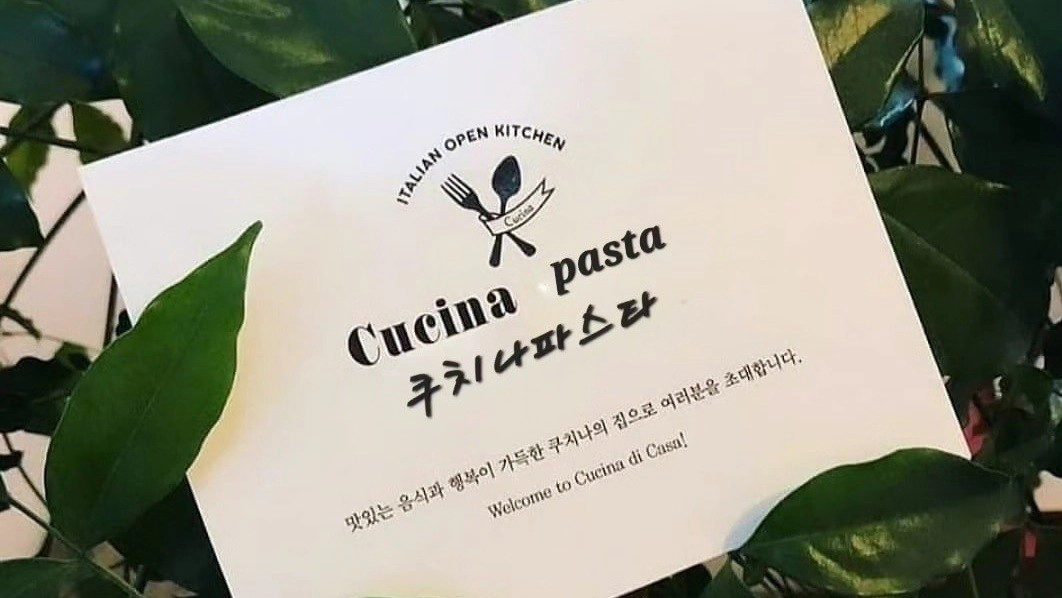 ITALIAN OPEN KITCHEN
Cucina
Cucina pasta
쿠치나파스타
맛있는 음식과 행복이 가득한 쿠치나의 집으로 여러분을 초대합니다.
Welcome to Cucina di Casa!